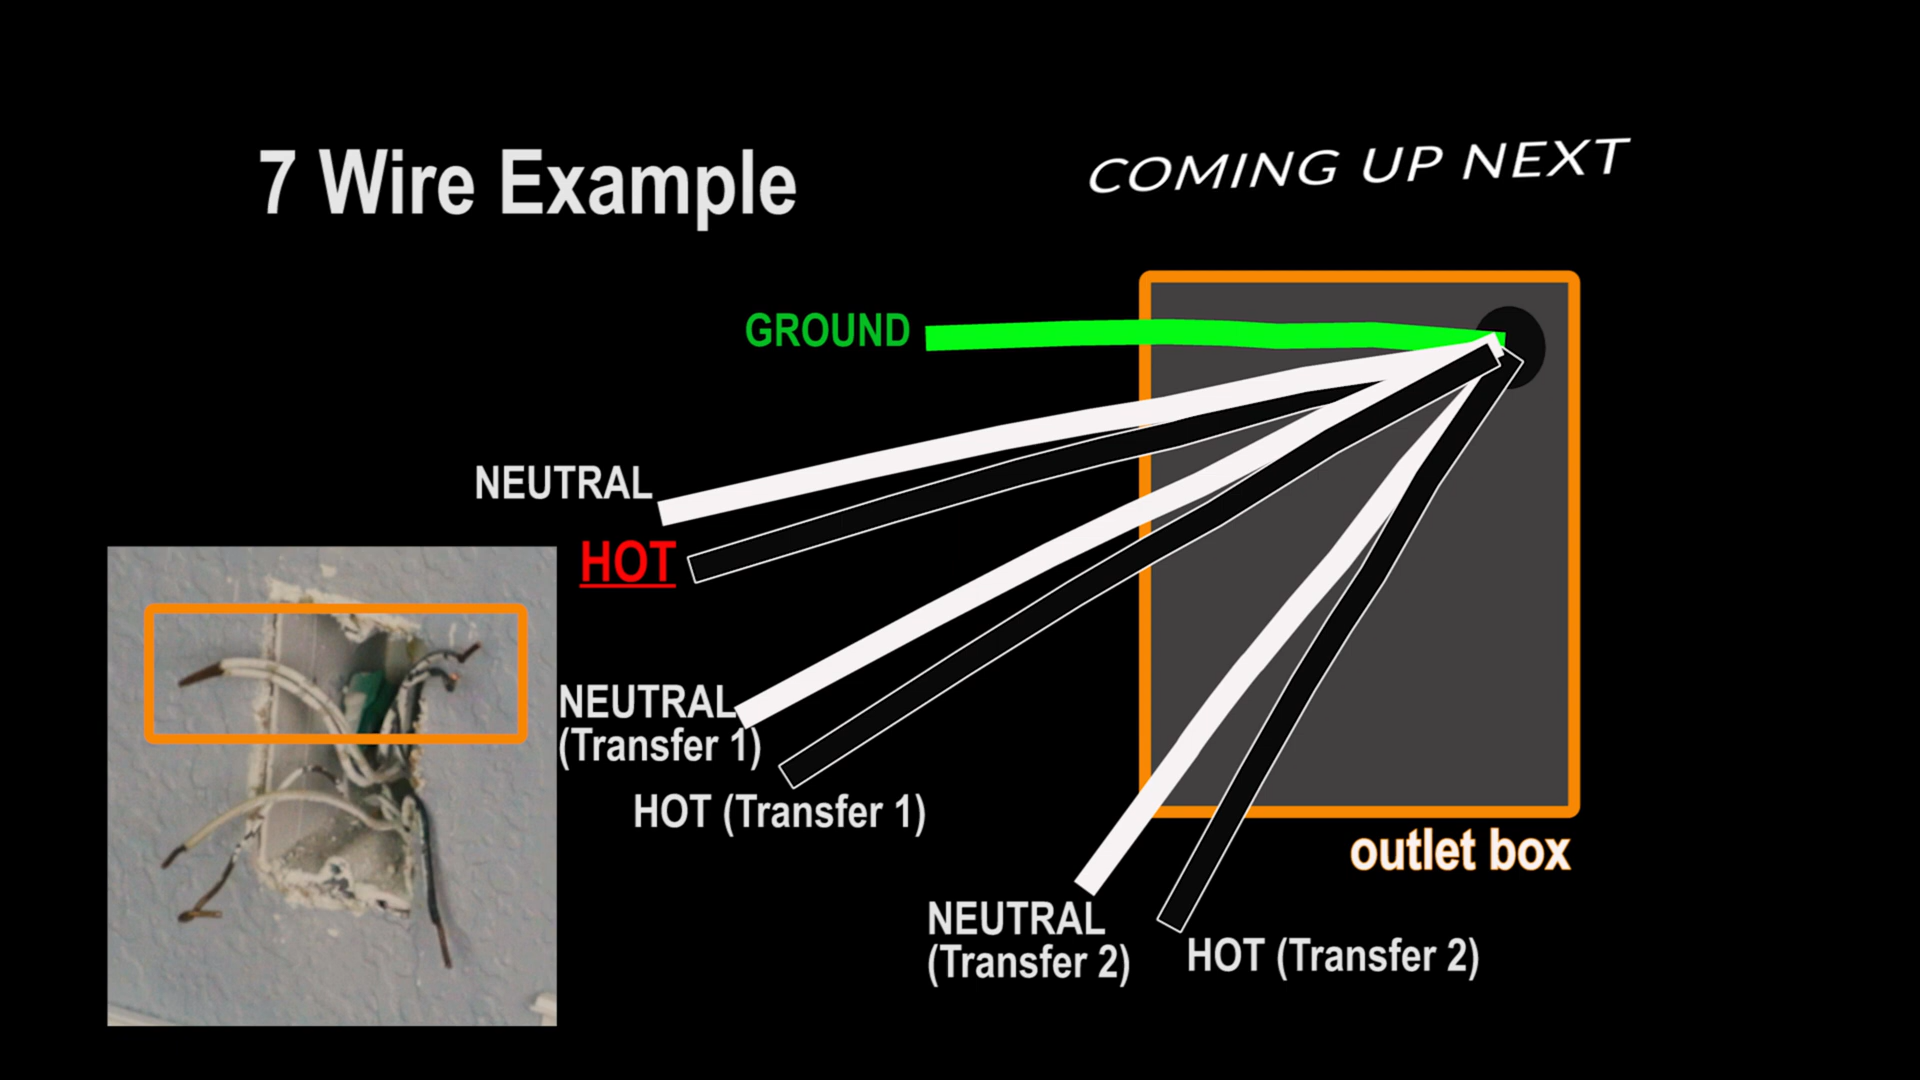 7 Wire Example
COMING UP NEXT
GROUND
NEUTRAL
HOT
NEUTRAL
(Transfer 1)
HOT (Transfer 1)
outlet box
NEUTRAL
(Transfer 2)
HOT (Transfer 2)